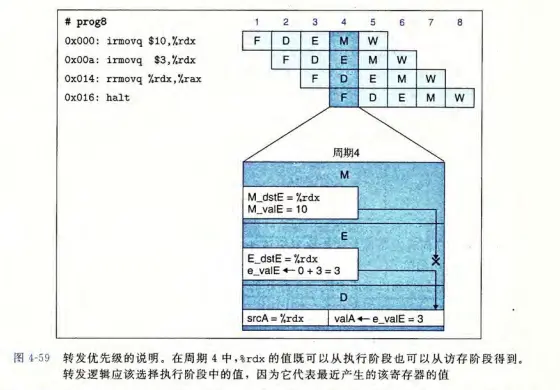 # prog8
1 2 3 4 5 6 7 8
0x000: irmovq $10,%rdx F D E M W
0x00a: irmovq $3,%rdx F D E M W
0x014: rrmovq %rdx,%rax F D E M W
0x016: halt F D E M W
周期4
M
M_dstE = %rdx
M_valE = 10
E
E_dstE = %rdx
e_valE ← 0 + 3 = 3
D
srcA = %rdx valA ← e_valE = 3
图 4-59 转发优先级的说明。在周期 4 中,%rdx 的值既可以从执行阶段也可以从访存阶段得到。
转发逻辑应该选择执行阶段中的值，因为它代表最近产生的该寄存器的值